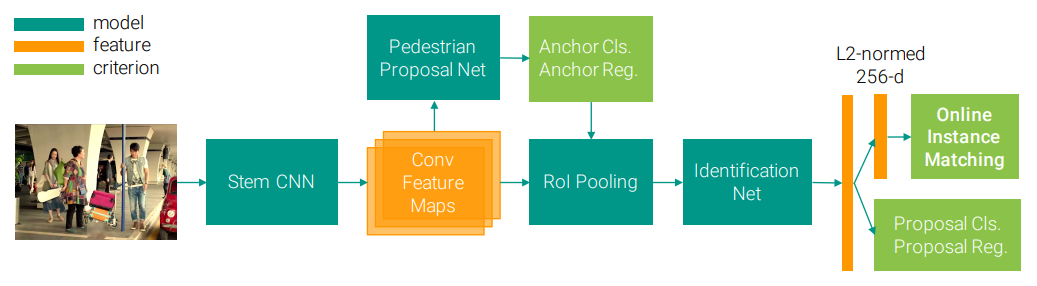 model
feature
criterion
Pedestrian
Proposal Net
Anchor Cls.
Anchor Reg.
L2-normed
256-d
Stem CNN
Conv
Feature
Maps
RoI Pooling
Identification
Net
Online
Instance
Matching
Proposal Cls.
Proposal Reg.